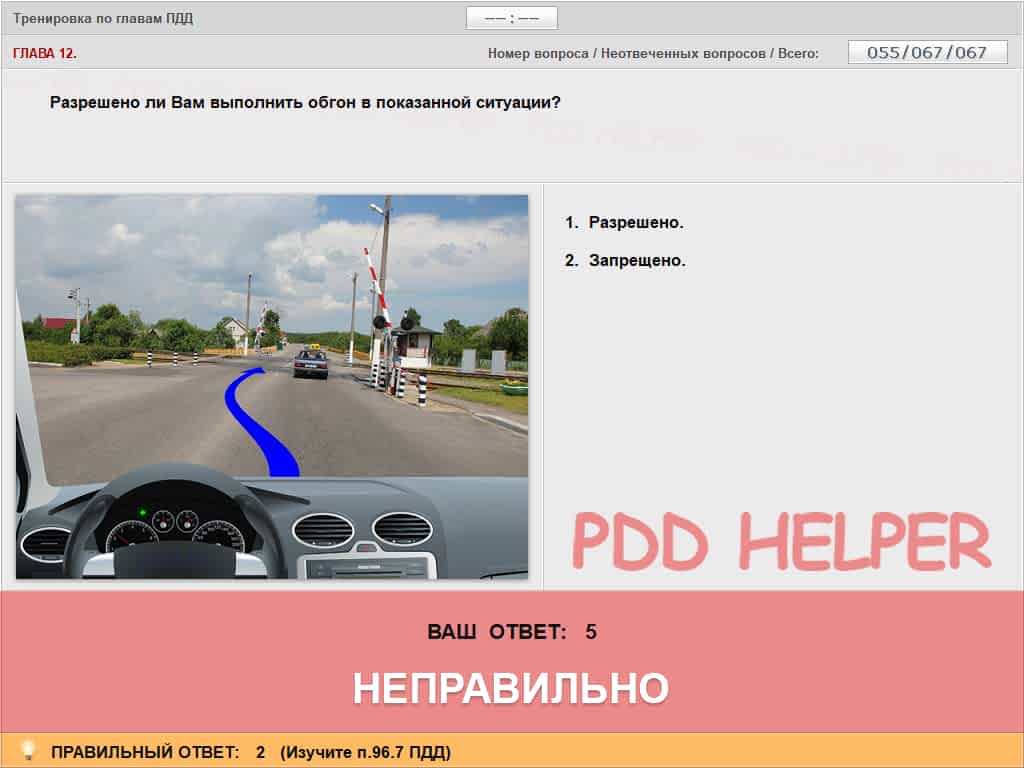 Тренировка по главам ПДД
—— : ——
ГЛАВА 12.
Номер вопроса / Неотвеченных вопросов / Всего:
055/067/067
Разрешено ли Вам выполнить обгон в показанной ситуации?
1. Разрешено.
2. Запрещено.
PDD HELPER
ВАШ ОТВЕТ: 5
НЕПРАВИЛЬНО
ПРАВИЛЬНЫЙ ОТВЕТ: 2 (Изучите п.96.7 ПДД)